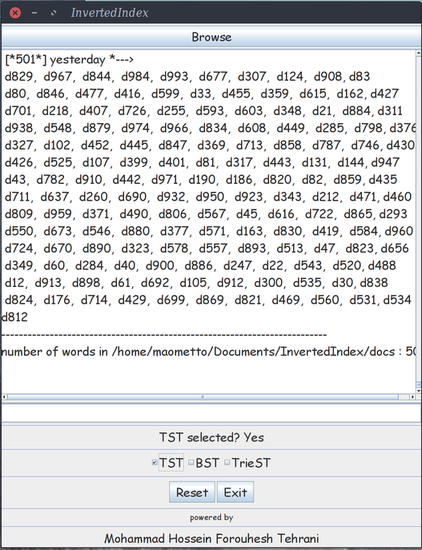 InvertedIndex
Browse
[*501*] yesterday *--->
d829, d967, d844, d984, d993, d677, d307, d124, d908, d83
d80, d846, d477, d416, d599, d33, d455, d359, d615, d162, d427
d701, d218, d407, d726, d255, d593, d603, d348, d21, d884, d311
d938, d548, d879, d974, d966, d834, d608, d449, d285, d798, d376
d327, d102, d452, d445, d847, d369, d713, d858, d787, d746, d430
d426, d525, d107, d399, d401, d81, d317, d443, d131, d144, d947
d43, d782, d910, d442, d971, d190, d186, d820, d82, d859, d435
d711, d637, d260, d690, d932, d950, d923, d343, d212, d471, d460
d809, d959, d371, d490, d806, d567, d45, d616, d722, d865, d293
d550, d673, d546, d880, d377, d571, d163, d830, d419, d584, d960
d724, d670, d890, d323, d578, d557, d893, d513, d47, d823, d656
d349, d60, d284, d40, d900, d886, d247, d22, d543, d520, d488
d12, d913, d898, d61, d692, d105, d912, d300, d535, d30, d838
d824, d176, d714, d429, d699, d869, d821, d469, d560, d531, d534
d812
--------------------------------------------------------------
number of words in /home/maometto/Documents/InvertedIndex/docs : 50
TST selected? Yes
TST BST TrieST
Reset Exit
powered by
Mohammad Hossein Forouhesh Tehrani